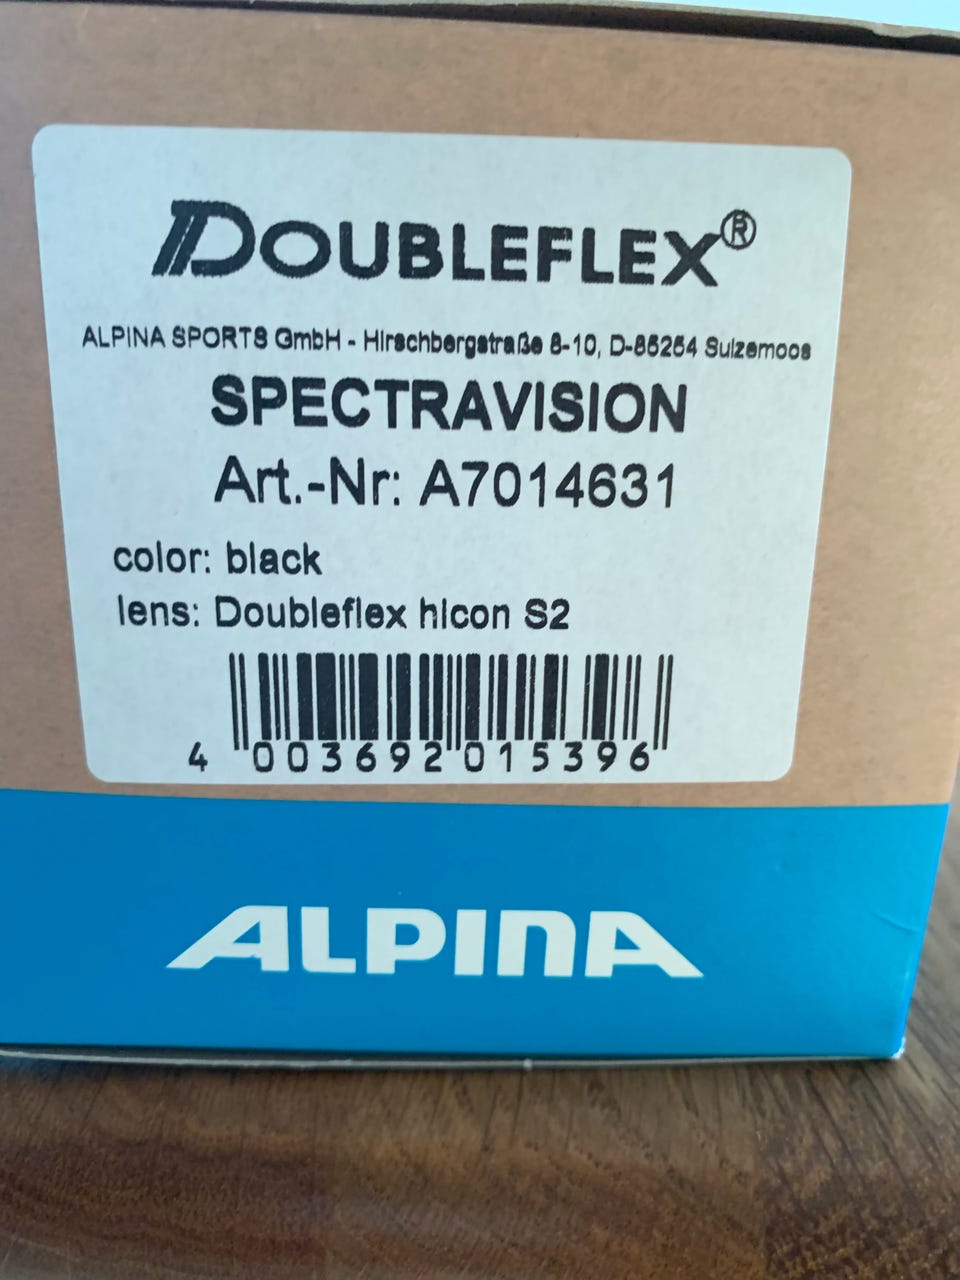 DOUBLEFLEX®
ALPINA SPORTS GmbH - Hirschbergstraße 8-10, D-85254 Sulzemoos
SPECTRAVISION
Art.-Nr: A7014631
color: black
lens: Doubleflex hicon S2
4 003692 015396
ALPINA